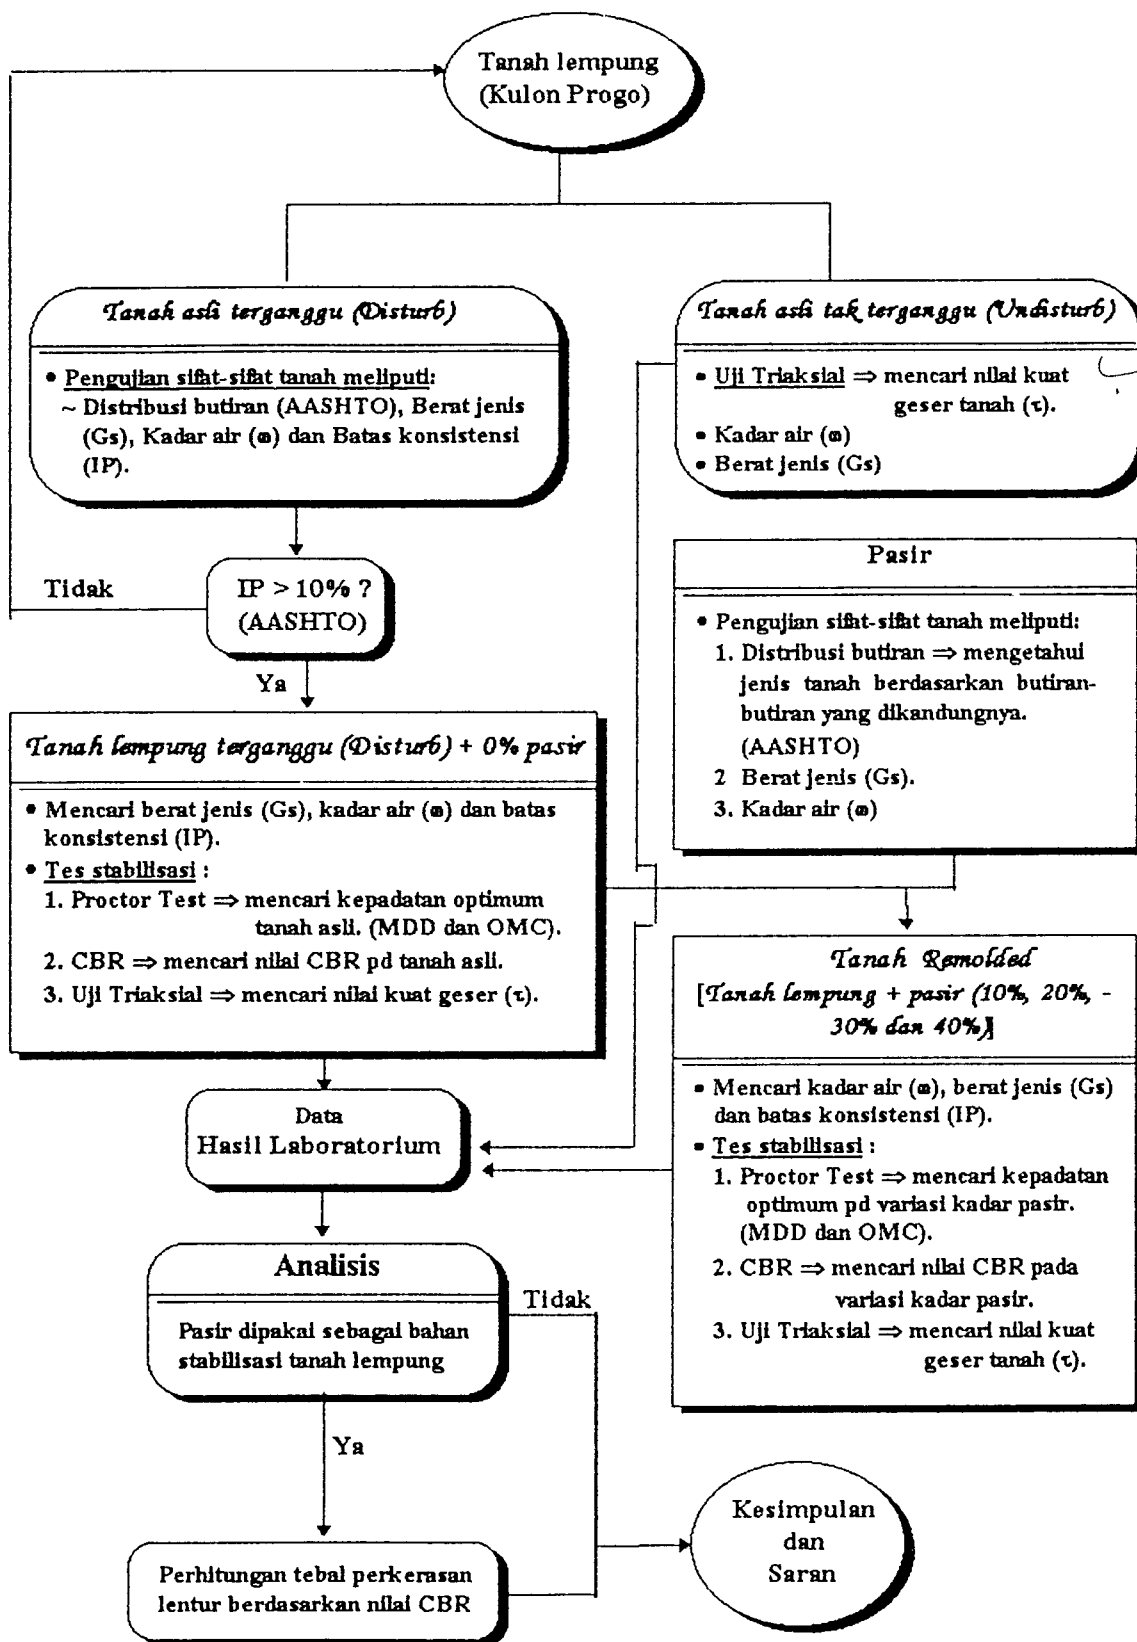 Tanah lempung
(Kulon Progo)
Tanah asli terganggu (Disturb)
• Pengujian sifat-sifat tanah meliputi:
~ Distribusi butiran (AASHTO), Berat jenis
(Gs), Kadar air (ω) dan Batas konsistensi
(IP).
Tanah asli tak terganggu (Undisturb)
• Uji Triaksial ⇒ mencari nilai kuat
geser tanah (τ).
• Kadar air (ω)
• Berat jenis (Gs)
Tidak
IP > 10% ?
(AASHTO)
Ya
Pasir
• Pengujian sifat-sifat tanah meliputi:
1. Distribusi butiran ⇒ mengetahui
jenis tanah berdasarkan butiran-
butiran yang dikandungnya.
(AASHTO)
2 Berat jenis (Gs).
3. Kadar air (ω)
Tanah lempung terganggu (Disturb) + 0% pasir
• Mencari berat jenis (Gs), kadar air (ω) dan batas
konsistensi (IP).
• Tes stabilisasi :
1. Proctor Test ⇒ mencari kepadatan optimum
tanah asli. (MDD dan OMC).
2. CBR ⇒ mencari nilai CBR pd tanah asli.
3. Uji Triaksial ⇒ mencari nilai kuat geser (τ).
Tanah Remolded
[Tanah lempung + pasir (10%, 20%, -
30% dan 40%)]
• Mencari kadar air (ω), berat jenis (Gs)
dan batas konsistensi (IP).
• Tes stabilisasi :
1. Proctor Test ⇒ mencari kepadatan
optimum pd variasi kadar pasir.
(MDD dan OMC).
2. CBR ⇒ mencari nilai CBR pada
variasi kadar pasir.
3. Uji Triaksial ⇒ mencari nilai kuat
geser tanah (τ).
Data
Hasil Laboratorium
Analisis
Pasir dipakai sebagai bahan
stabilisasi tanah lempung
Tidak
Ya
Perhitungan tebal perkerasan
lentur berdasarkan nilai CBR
Kesimpulan
dan
Saran